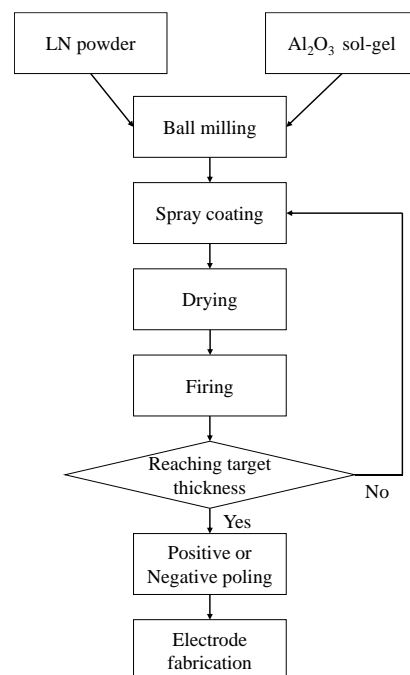 LN powder
Al₂O₃ sol-gel
Ball milling
Spray coating
Drying
Firing
Reaching target
thickness
No
Yes
Positive or
Negative poling
Electrode
fabrication